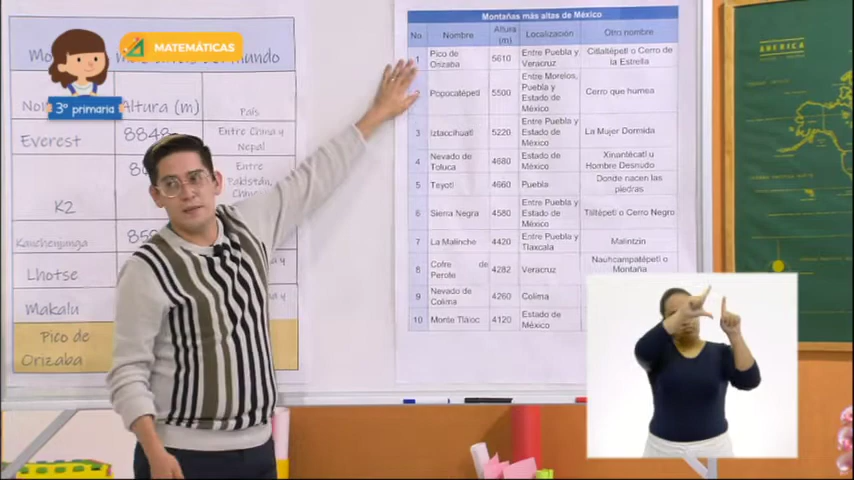 MATEMÁTICAS
3° primaria
Altura (m)
País
Everest
Entre China y
Nepal
Entre
K2
Kanchenjunga
Lhotse
Makalu
Pico de
Orizaba
Montañas más altas de México
No Nombre Altura (m) Localización Otro nombre
1 Pico de Orizaba 5610 Entre Puebla y Veracruz Citlaltépetl o Cerro de la Estrella
2 Popocatépetl 5500 Entre Morelos, Puebla y Estado de México Cerro que humea
3 Iztaccíhuatl 5220 Entre Puebla y Estado de México La Mujer Dormida
4 Nevado de Toluca 4680 Estado de México Xinantécatl u Hombre Desnudo
5 Teyotl 4660 Puebla Donde nacen las piedras
6 Sierra Negra 4580 Entre Puebla y Estado de México Tliltépetl o Cerro Negro
7 La Malinche 4420 Entre Puebla y Tlaxcala Malintzin
8 Cofre de Perote 4282 Veracruz Nauhcampatépetl o Montaña
9 Nevado de Colima 4260 Colima
10 Monte Tláloc 4120 Estado de México
AMERICA